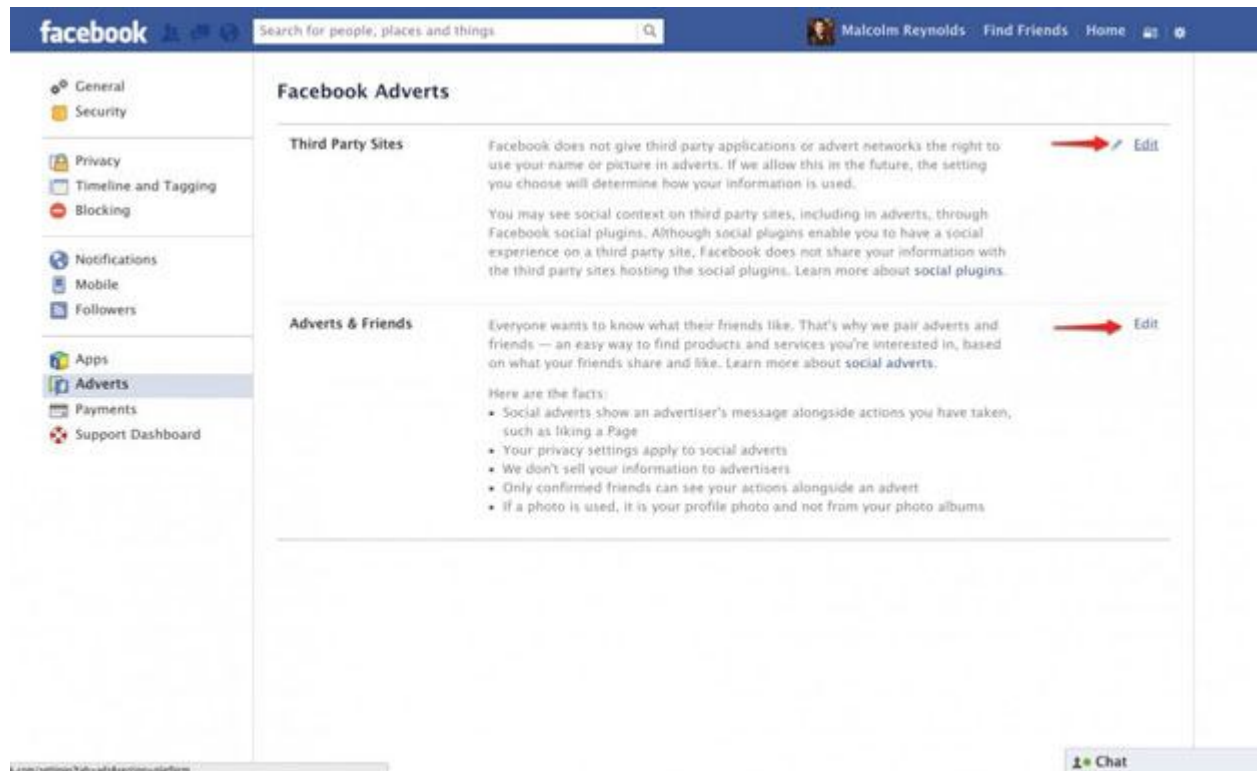 facebook
Search for people, places and things
Malcolm Reynolds Find Friends Home
General
Security
Privacy
Timeline and Tagging
Blocking
Notifications
Mobile
Followers
Apps
Adverts
Payments
Support Dashboard
Facebook Adverts
Third Party Sites
Facebook does not give third party applications or advert networks the right to
use your name or picture in adverts. If we allow this in the future, the setting
you choose will determine how your information is used.
You may see social context on third party sites, including in adverts, through
Facebook social plugins. Although social plugins enable you to have a social
experience on a third party site, Facebook does not share your information with
the third party sites hosting the social plugins. Learn more about social plugins.
Edit
Adverts & Friends
Everyone wants to know what their friends like. That's why we pair adverts and
friends — an easy way to find products and services you're interested in, based
on what your friends share and like. Learn more about social adverts.
Here are the facts:
• Social adverts show an advertiser's message alongside actions you have taken,
such as liking a Page
• Your privacy settings apply to social adverts
• We don't sell your information to advertisers
• Only confirmed friends can see your actions alongside an advert
• If a photo is used, it is your profile photo and not from your photo albums
Edit
Chat